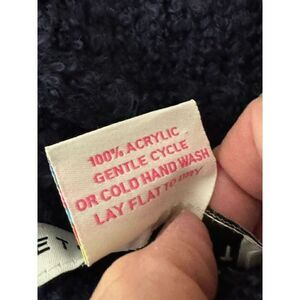 100% ACRYLIC
GENTLE CYCLE
OR COLD HAND WASH
LAY FLAT TO DRY
E T